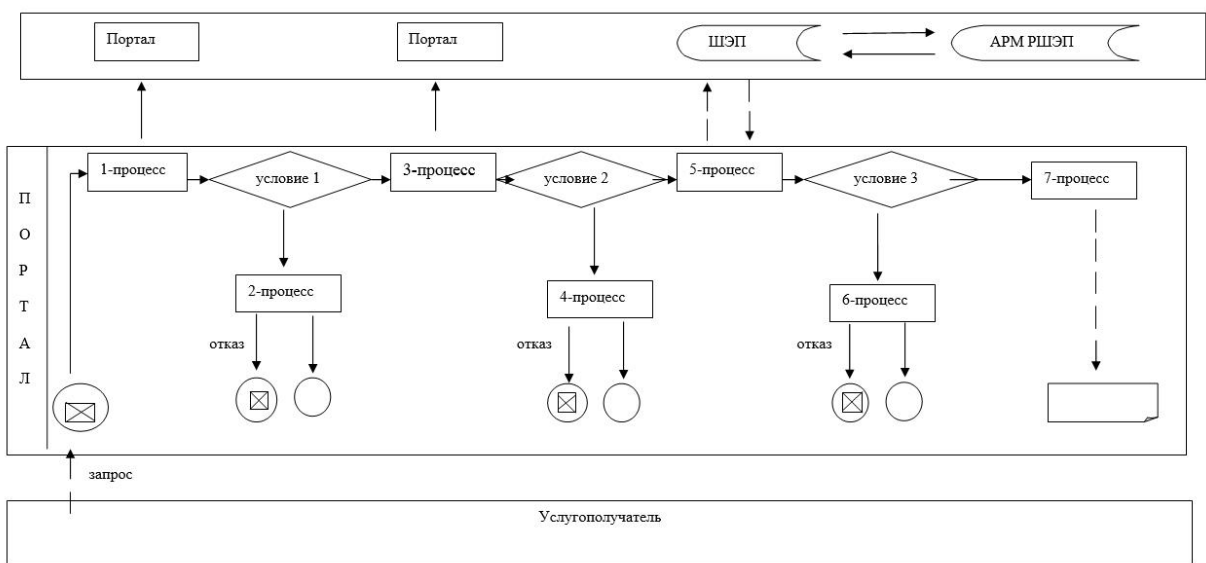 Портал
Портал
ШЭП
АРМ РШЭП
ПОРТАЛ
1-процесс
условие 1
3-процесс
условие 2
5-процесс
условие 3
7-процесс
2-процесс
4-процесс
6-процесс
отказ
отказ
отказ
запрос
Услугополучатель